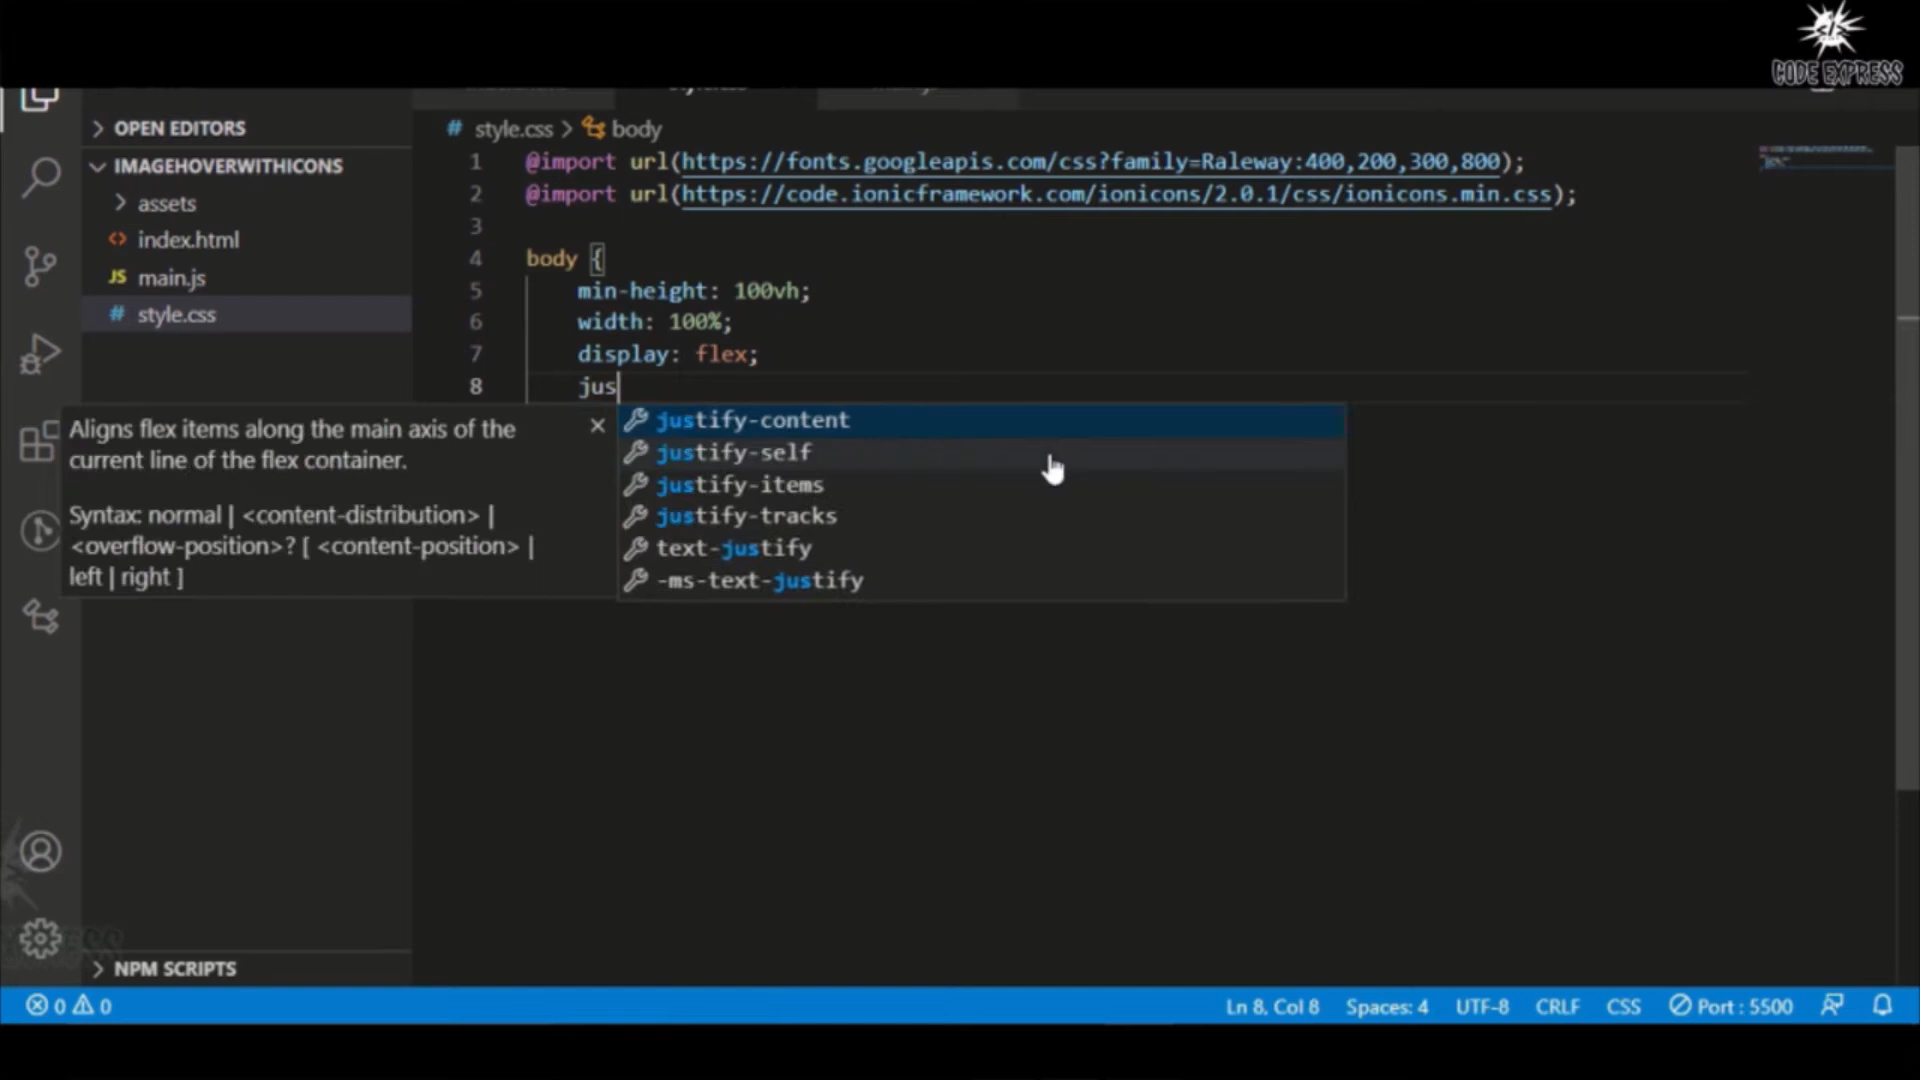 CODE EXPRESS
OPEN EDITORS
IMAGEHOVERWITHICONS
assets
<> index.html
JS main.js
# style.css
NPM SCRIPTS
# style.css > body
1 @import url(https://fonts.googleapis.com/css?family=Raleway:400,200,300,800);
2 @import url(https://code.ionicframework.com/ionicons/2.0.1/css/ionicons.min.css);
3
4 body {
5 min-height: 100vh;
6 width: 100%;
7 display: flex;
8 jus
Aligns flex items along the main axis of the
current line of the flex container.
Syntax: normal | <content-distribution> |
<overflow-position>? [ <content-position> |
left | right ]
justify-content
justify-self
justify-items
justify-tracks
text-justify
-ms-text-justify
0 0 Ln 8, Col 8 Spaces: 4 UTF-8 CRLF CSS Port : 5500